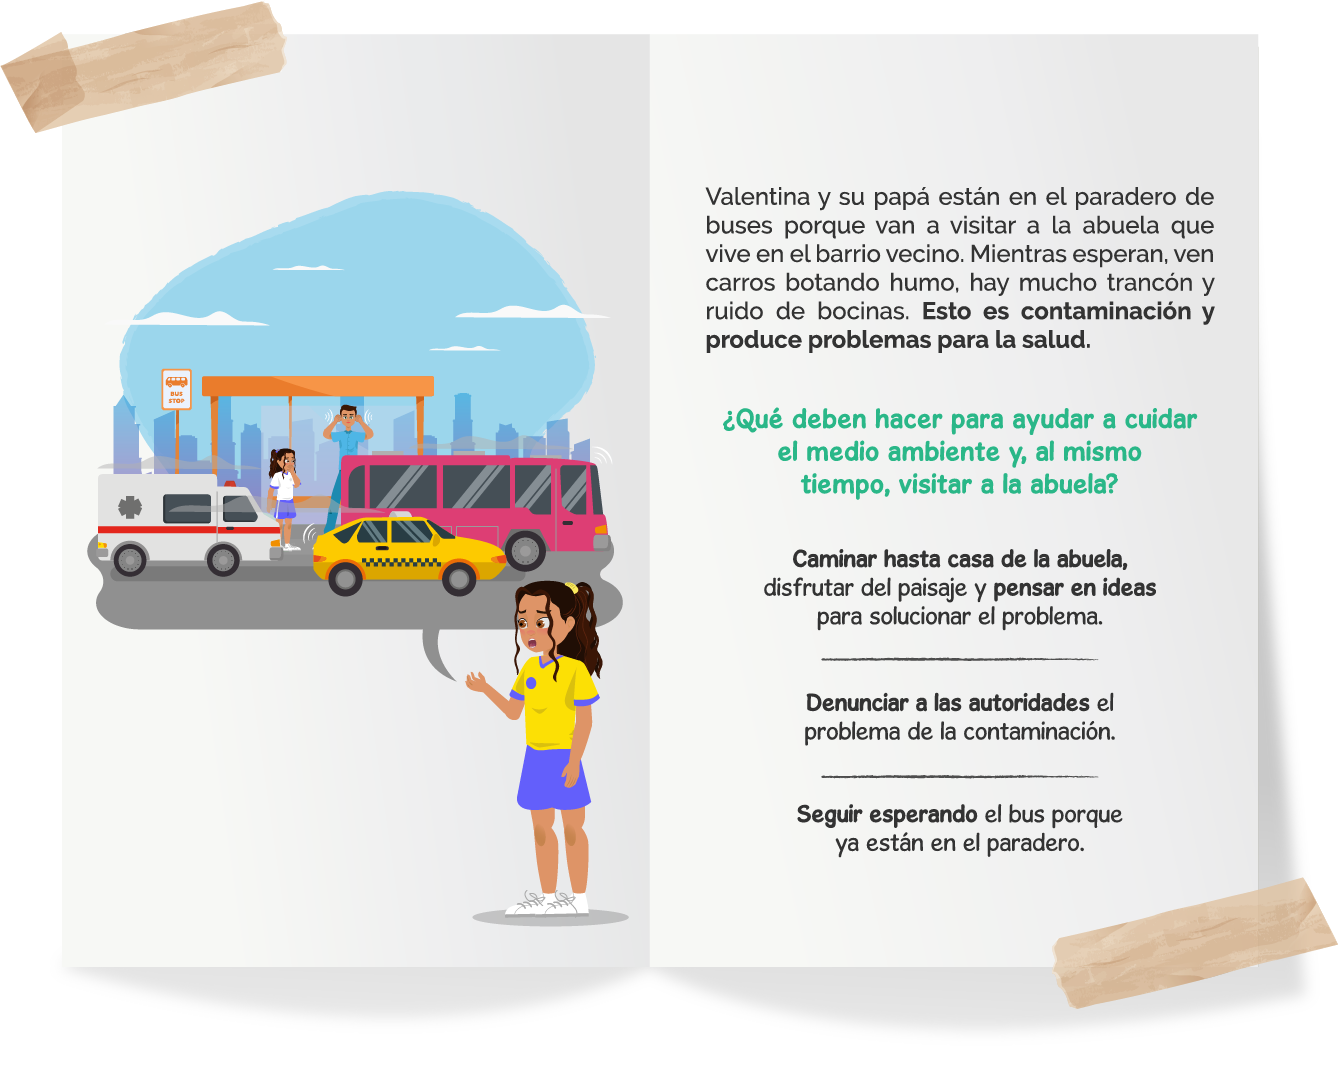 BUS
STOP
Valentina y su papá están en el paradero de
buses porque van a visitar a la abuela que
vive en el barrio vecino. Mientras esperan, ven
carros botando humo, hay mucho trancón y
ruido de bocinas. Esto es contaminación y
produce problemas para la salud.
¿Qué deben hacer para ayudar a cuidar
el medio ambiente y, al mismo
tiempo, visitar a la abuela?
Caminar hasta casa de la abuela,
disfrutar del paisaje y pensar en ideas
para solucionar el problema.
Denunciar a las autoridades el
problema de la contaminación.
Seguir esperando el bus porque
ya están en el paradero.